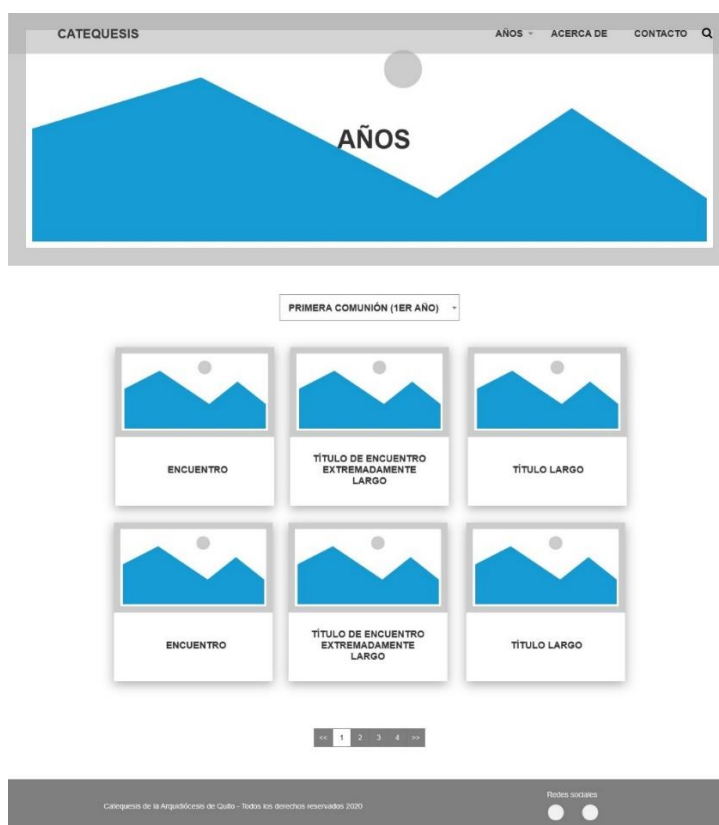 CATEQUESIS
AÑOS
ACERCA DE
CONTACTO
AÑOS
PRIMERA COMUNIÓN (1ER AÑO)
ENCUENTRO
TÍTULO DE ENCUENTRO
EXTREMADAMENTE
LARGO
TÍTULO LARGO
ENCUENTRO
TÍTULO DE ENCUENTRO
EXTREMADAMENTE
LARGO
TÍTULO LARGO
<< 1 2 3 4 >>
Catequesis de la Arquidiócesis de Quito - Todos los derechos reservados 2020
Redes sociales